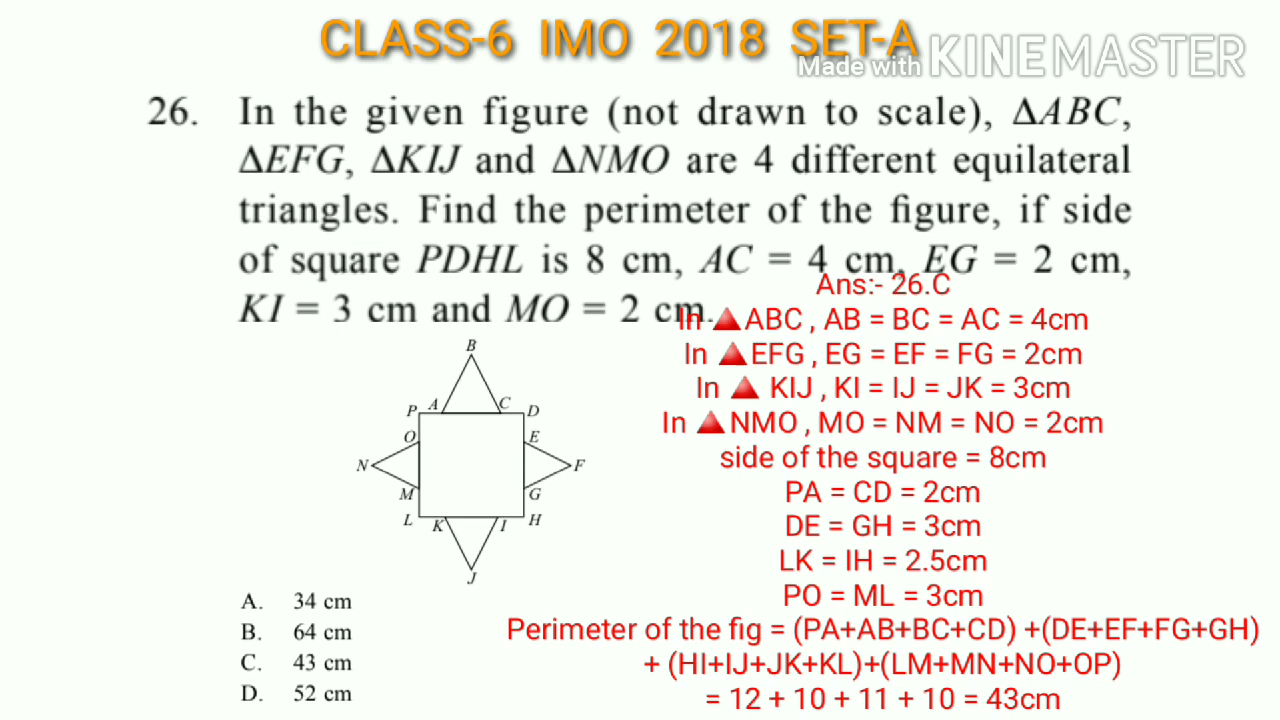 CLASS-6 IMO 2018 SET-A
Made with KINEMASTER
26. In the given figure (not drawn to scale), ΔABC,
ΔEFG, ΔKIJ and ΔNMO are 4 different equilateral
triangles. Find the perimeter of the figure, if side
of square PDHL is 8 cm, AC = 4 cm, EG = 2 cm,
KI = 3 cm and MO = 2 cm.
Ans:- 26.C
In 🔺ABC , AB = BC = AC = 4cm
In 🔺EFG , EG = EF = FG = 2cm
In 🔺 KIJ , KI = IJ = JK = 3cm
In 🔺NMO , MO = NM = NO = 2cm
side of the square = 8cm
PA = CD = 2cm
DE = GH = 3cm
LK = IH = 2.5cm
PO = ML = 3cm
Perimeter of the fig = (PA+AB+BC+CD) +(DE+EF+FG+GH)
+ (HI+IJ+JK+KL)+(LM+MN+NO+OP)
= 12 + 10 + 11 + 10 = 43cm
B
P A C D
O E
N F
M G
L K I H
J
A. 34 cm
B. 64 cm
C. 43 cm
D. 52 cm